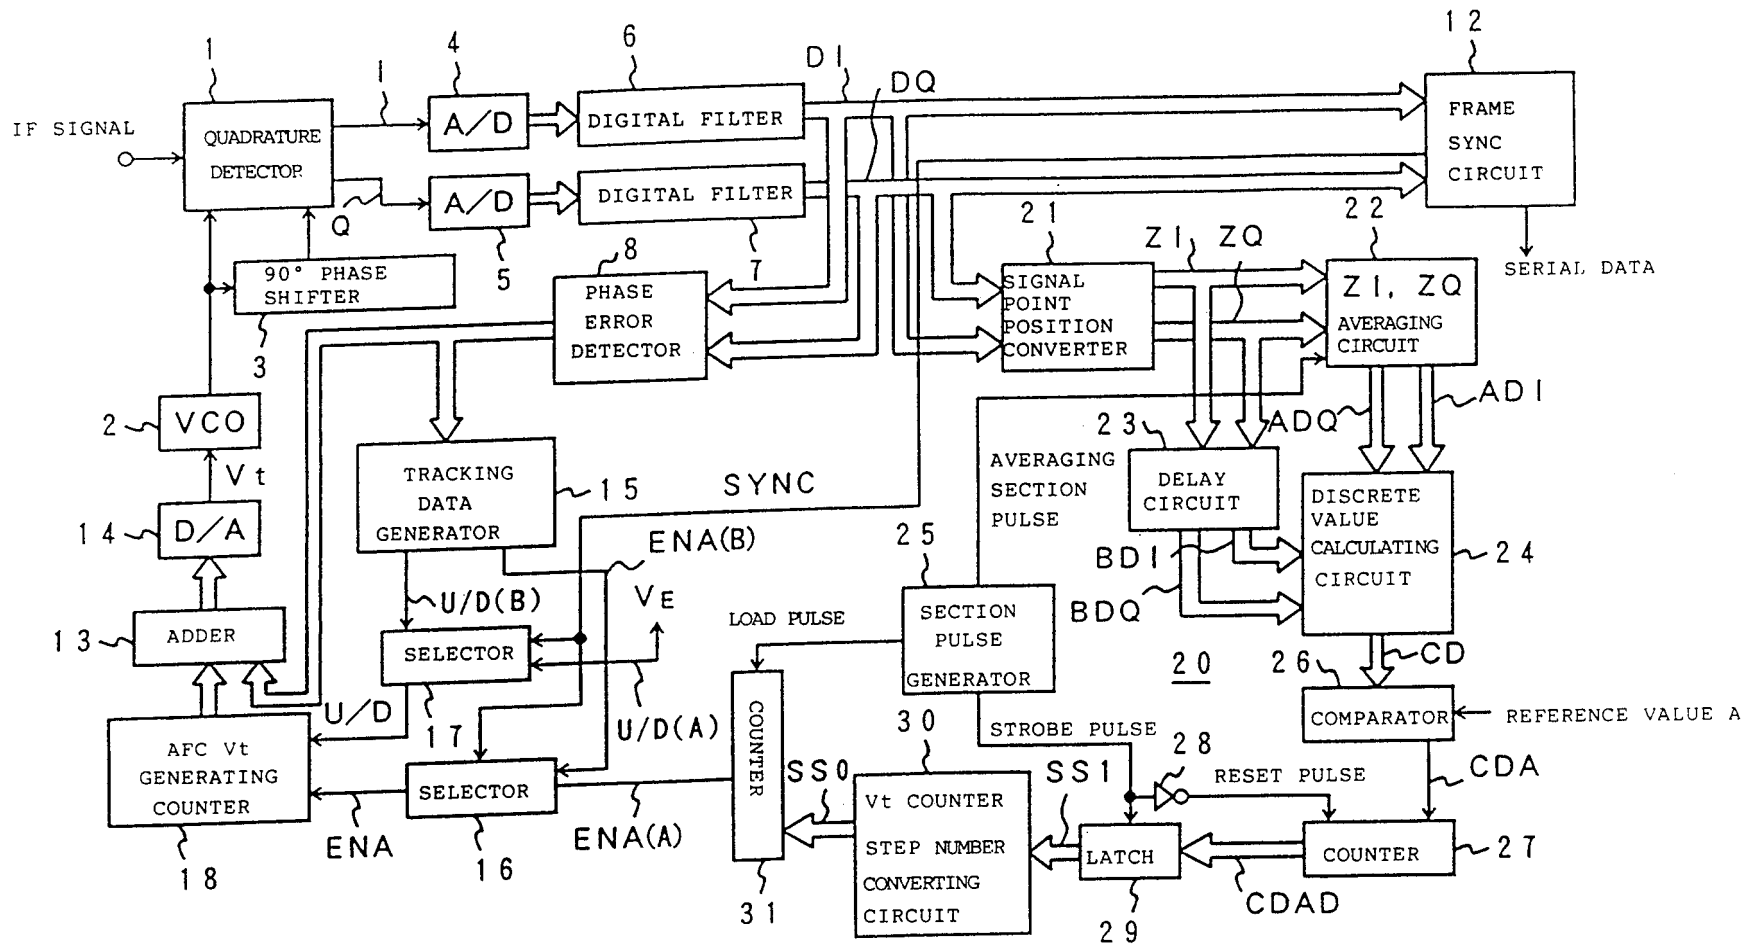 1
4
6
DI
DQ
12
I
IF SIGNAL
QUADRATURE
DETECTOR
A/D
DIGITAL FILTER
FRAME
SYNC
CIRCUIT
Q
A/D
5
DIGITAL FILTER
7
8
21
ZI
ZQ
22
SERIAL DATA
90° PHASE
SHIFTER
3
PHASE
ERROR
DETECTOR
SIGNAL
POINT
POSITION
CONVERTER
ZI, ZQ
AVERAGING
CIRCUIT
2
VCO
Vt
ADQ
ADI
23
TRACKING
DATA
GENERATOR
15
SYNC
AVERAGING
SECTION
PULSE
DELAY
CIRCUIT
DISCRETE
VALUE
CALCULATING
CIRCUIT
24
14
D/A
ENA(B)
25
BDI
BDQ
U/D(B)
VE
LOAD PULSE
SECTION
PULSE
GENERATOR
13
ADDER
SELECTOR
20
26
CD
U/D
17
U/D(A)
COUNTER
STROBE PULSE
COMPARATOR
REFERENCE VALUE A
AFC Vt
GENERATING
COUNTER
18
SELECTOR
16
ENA
ENA(A)
31
SS0
30
Vt COUNTER
STEP NUMBER
CONVERTING
CIRCUIT
SS1
28
RESET PULSE
CDA
LATCH
29
CDAD
COUNTER
27